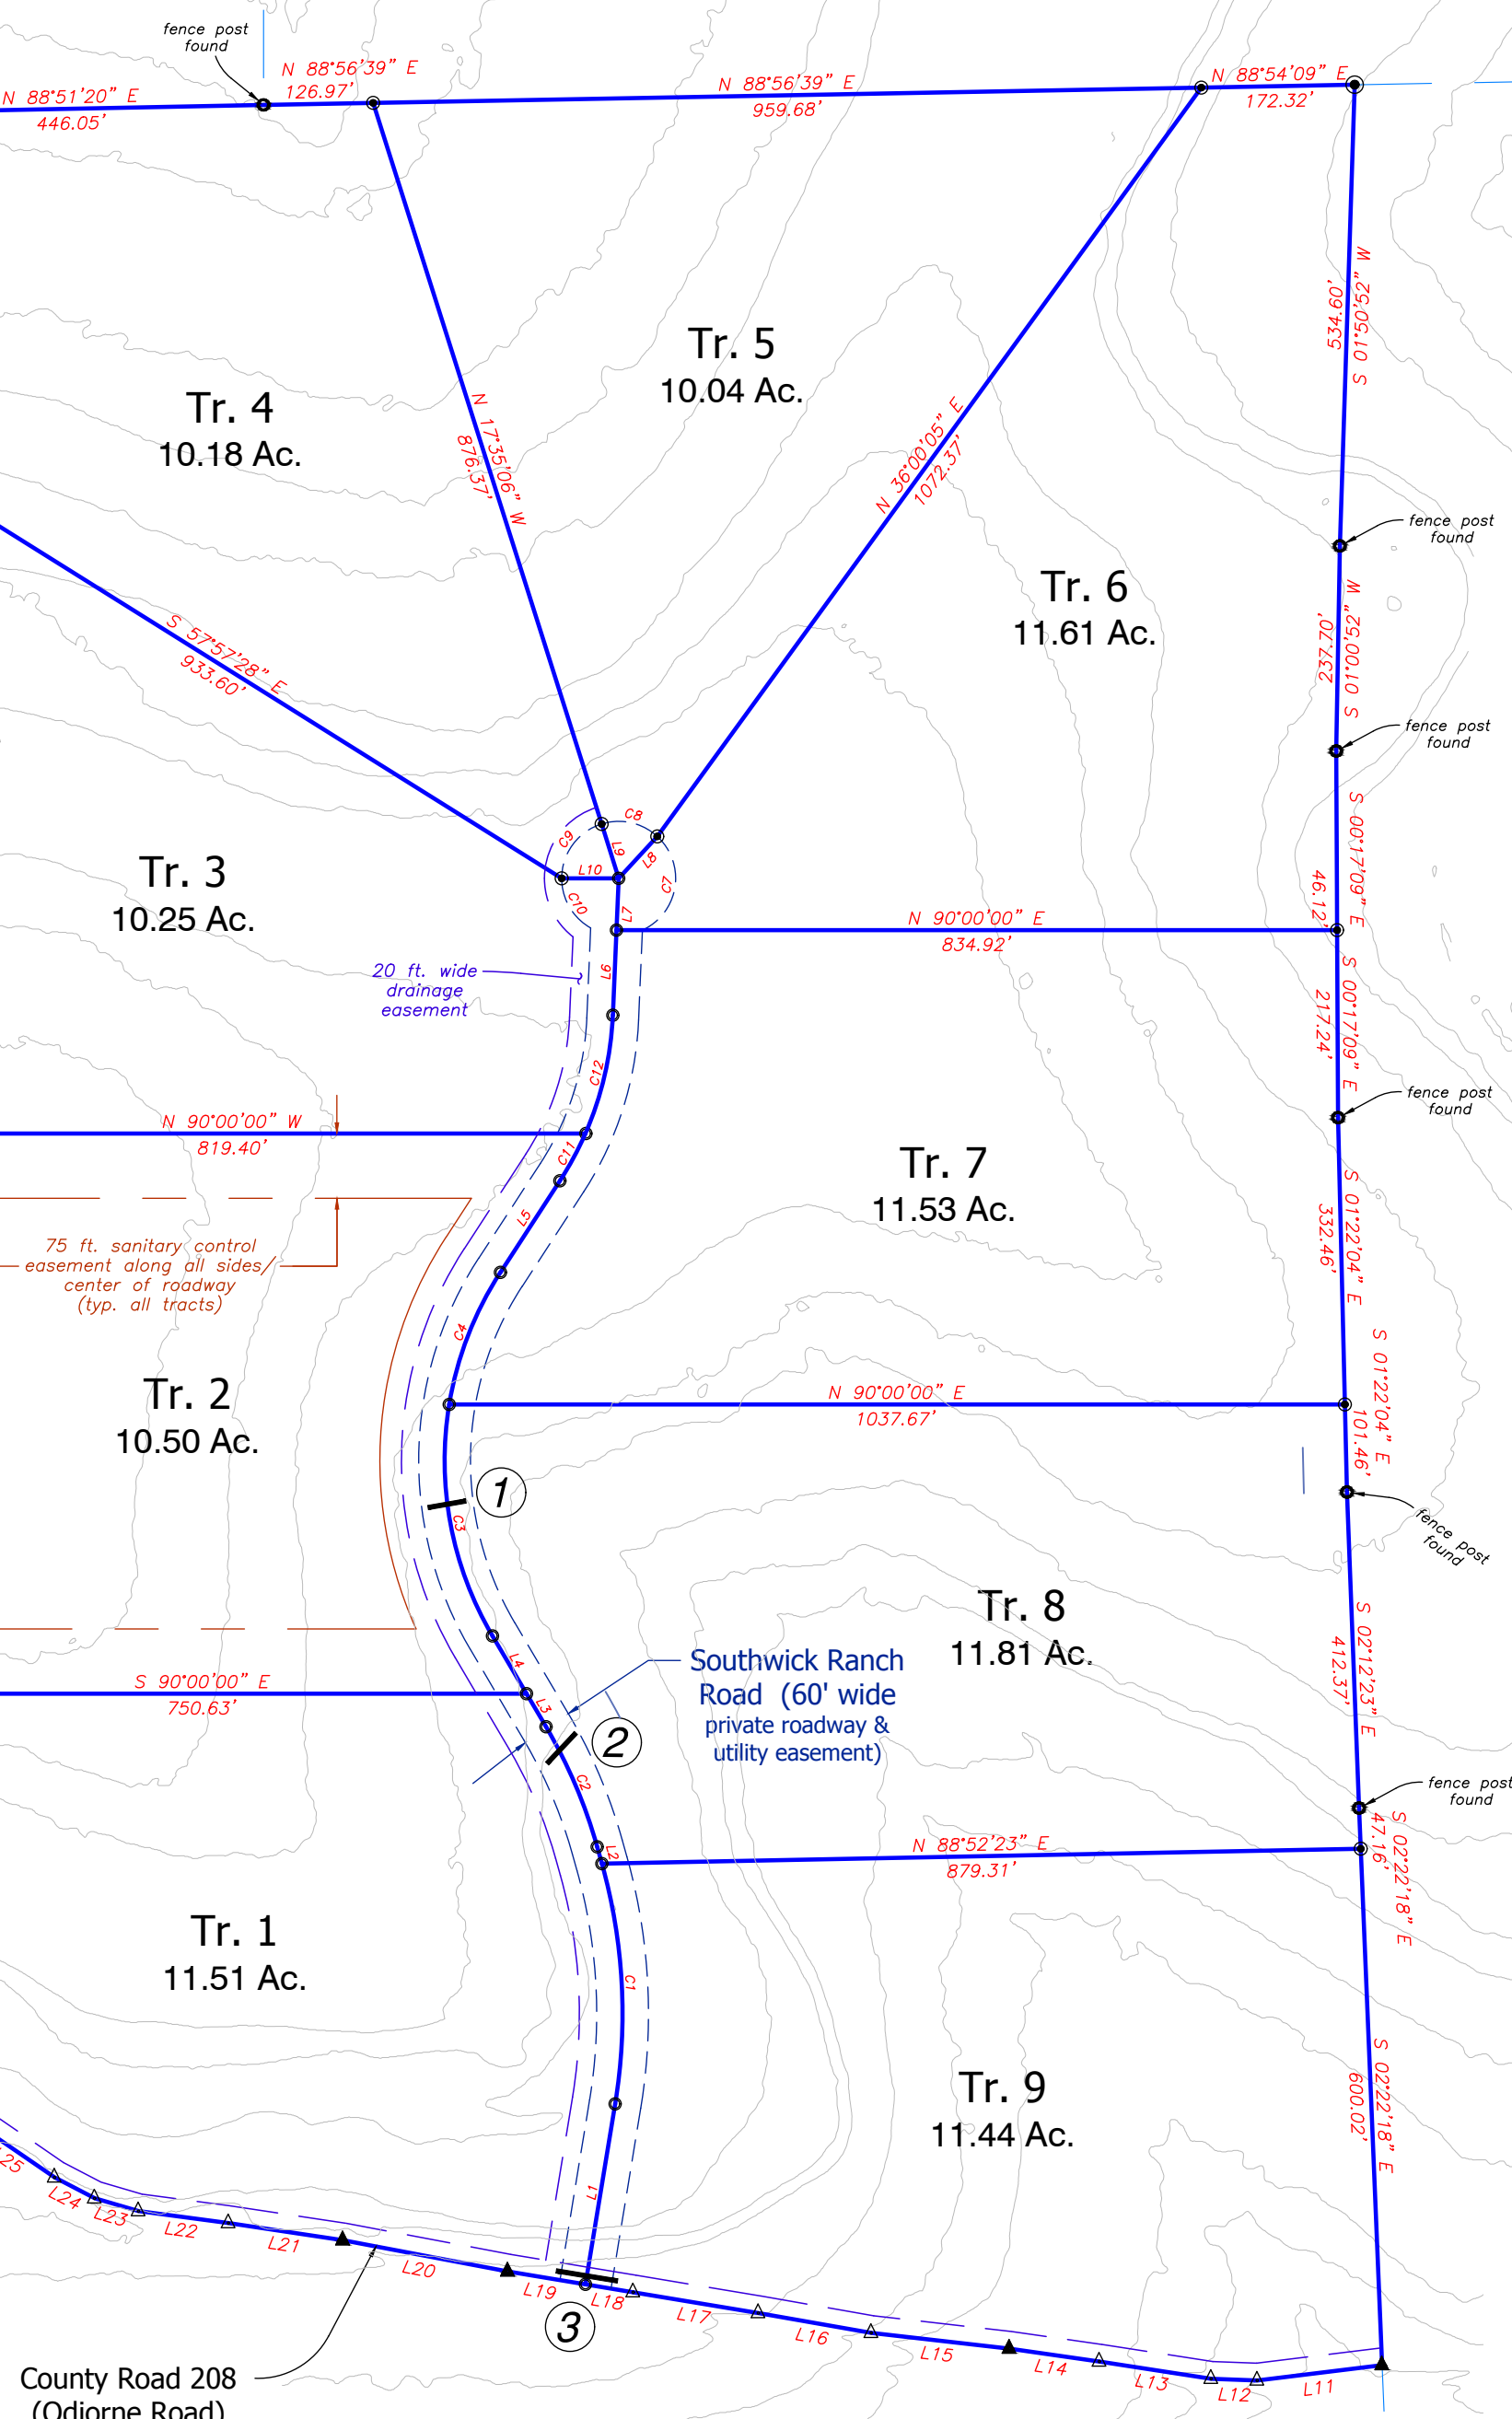 fence post
found
N 88°51'20" E
446.05'
N 88°56'39" E
126.97'
N 88°56'39" E
959.68'
N 88°54'09" E
172.32'
S 01°50'52" W
534.60'
Tr. 5
10.04 Ac.
Tr. 4
10.18 Ac.
N 17°35'06" W
876.37'
N 36°00'05" E
1072.37'
fence post
found
Tr. 6
11.61 Ac.
S 01°00'52" W
237.70'
S 57°57'28" E
933.60'
fence post
found
C8
C9
L9
L8
L10
C7
C10
L7
S 00°17'09" E
46.12'
Tr. 3
10.25 Ac.
N 90°00'00" E
834.92'
20 ft. wide
drainage
easement
L6
S 00°17'09" E
217.24'
C12
fence post
found
N 90°00'00" W
819.40'
C11
Tr. 7
11.53 Ac.
L5
S 01°22'04" E
332.46'
75 ft. sanitary control
easement along all sides/
center of roadway
(typ. all tracts)
C4
Tr. 2
10.50 Ac.
N 90°00'00" E
1037.67'
S 01°22'04" E
101.46'
1
C3
fence post
found
Tr. 8
11.81 Ac.
S 02°12'23" E
412.37'
L4
S 90°00'00" E
750.63'
L3
Southwick Ranch
Road (60' wide
private roadway &
utility easement)
2
C2
fence post
found
L2
N 88°52'23" E
879.31'
S 02°22'18" E
47.16'
Tr. 1
11.51 Ac.
C1
Tr. 9
11.44 Ac.
S 02°22'18" E
600.02'
L1
25
L24
L23
L22
L21
L20
L19
L18
L17
L16
L15
L14
L13
L12
L11
3
County Road 208
(Odiorne Road)